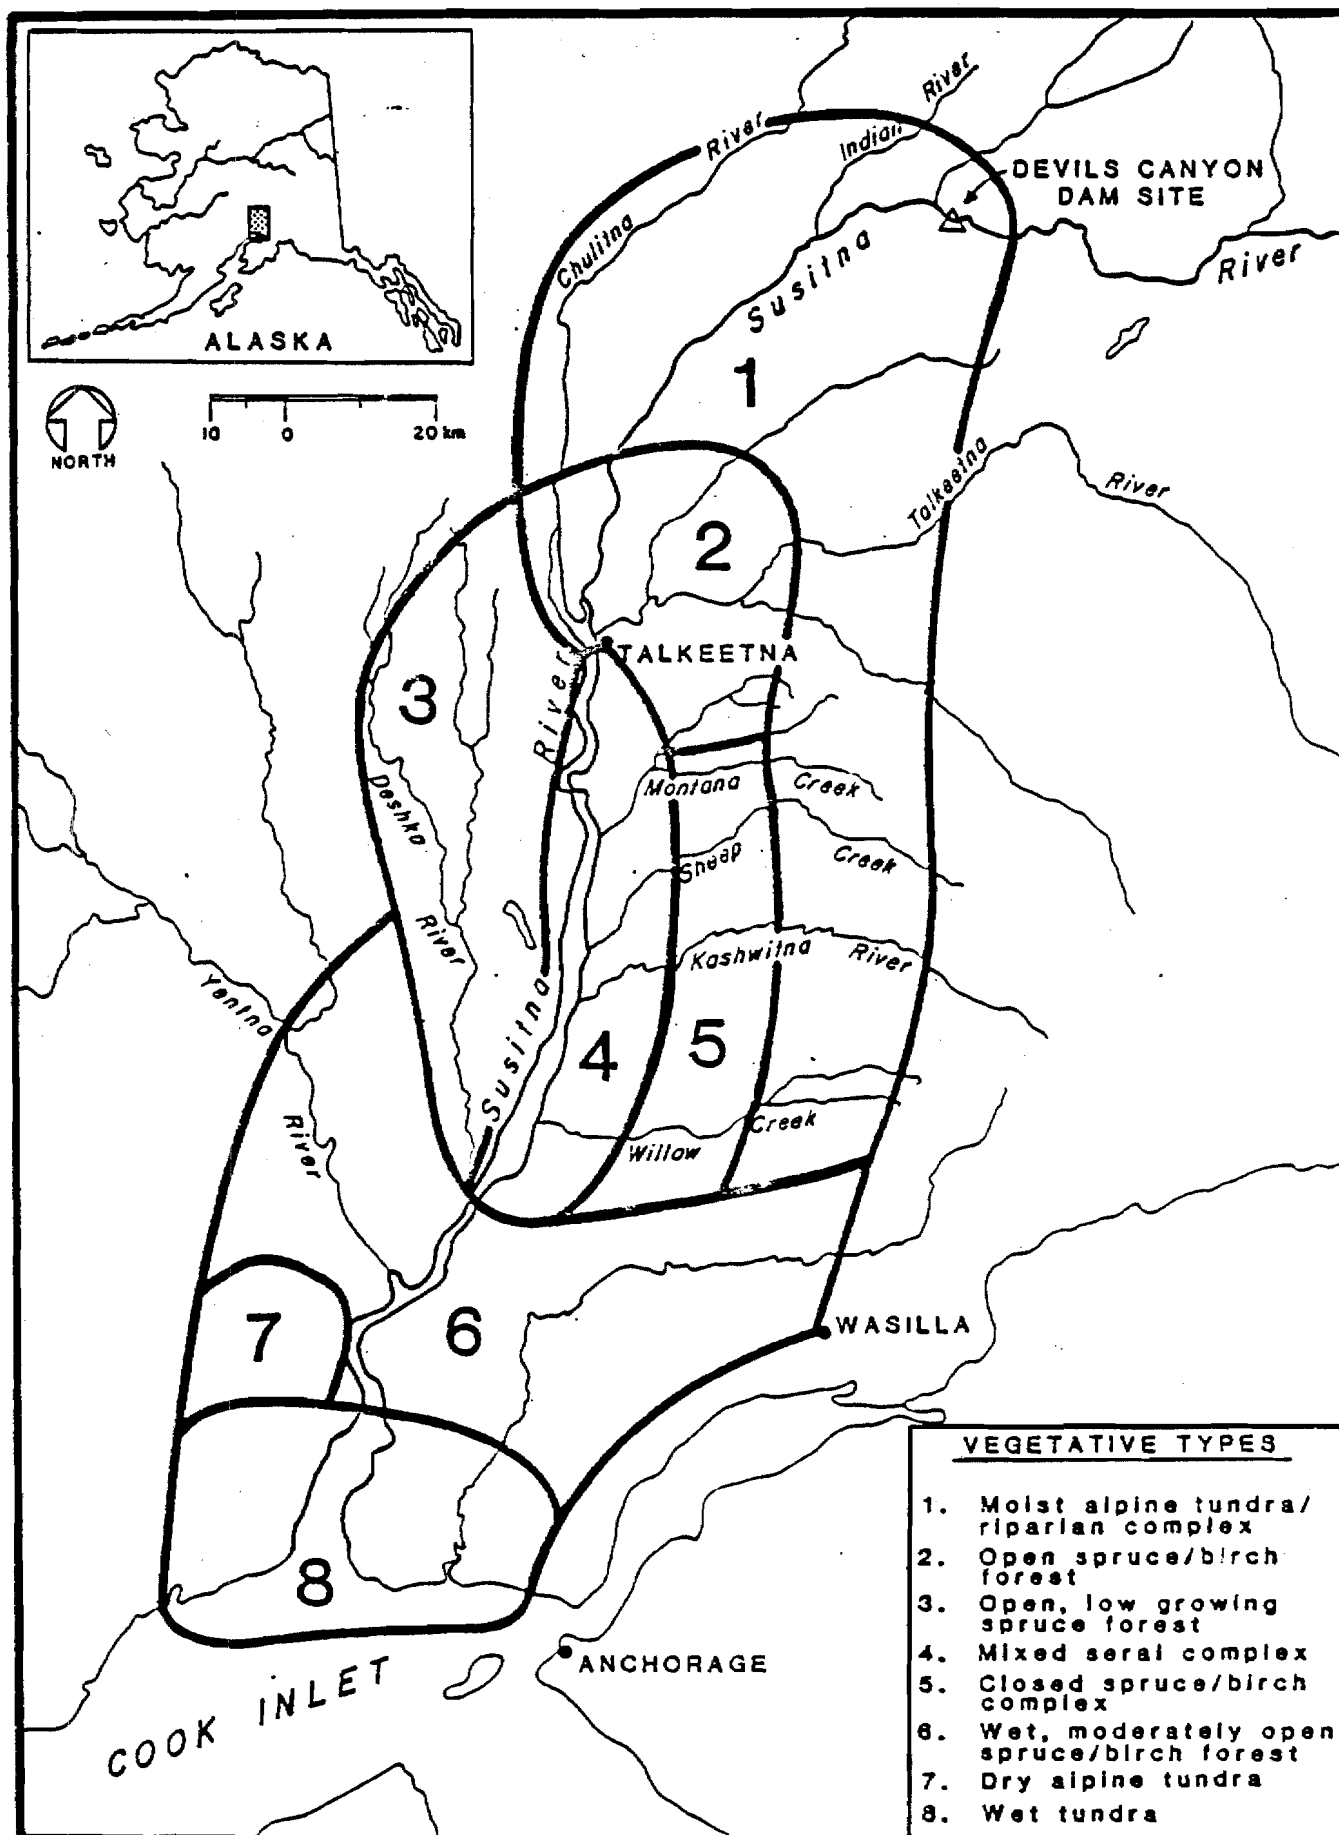 ALASKA
NORTH
10 0 20 km
Chulitna River
Indian River
DEVILS CANYON
DAM SITE
Susitna River
1
Talkeetna River
2
TALKEETNA
3
River
Montana Creek
Deshka River
Sheep Creek
Kashwitna River
Yentna River
Susitna
4
5
Willow Creek
7
6
WASILLA
8
ANCHORAGE
COOK INLET
VEGETATIVE TYPES
1. Moist alpine tundra/
riparian complex
2. Open spruce/birch
forest
3. Open, low growing
spruce forest
4. Mixed seral complex
5. Closed spruce/birch
complex
6. Wet, moderately open
spruce/birch forest
7. Dry alpine tundra
8. Wet tundra